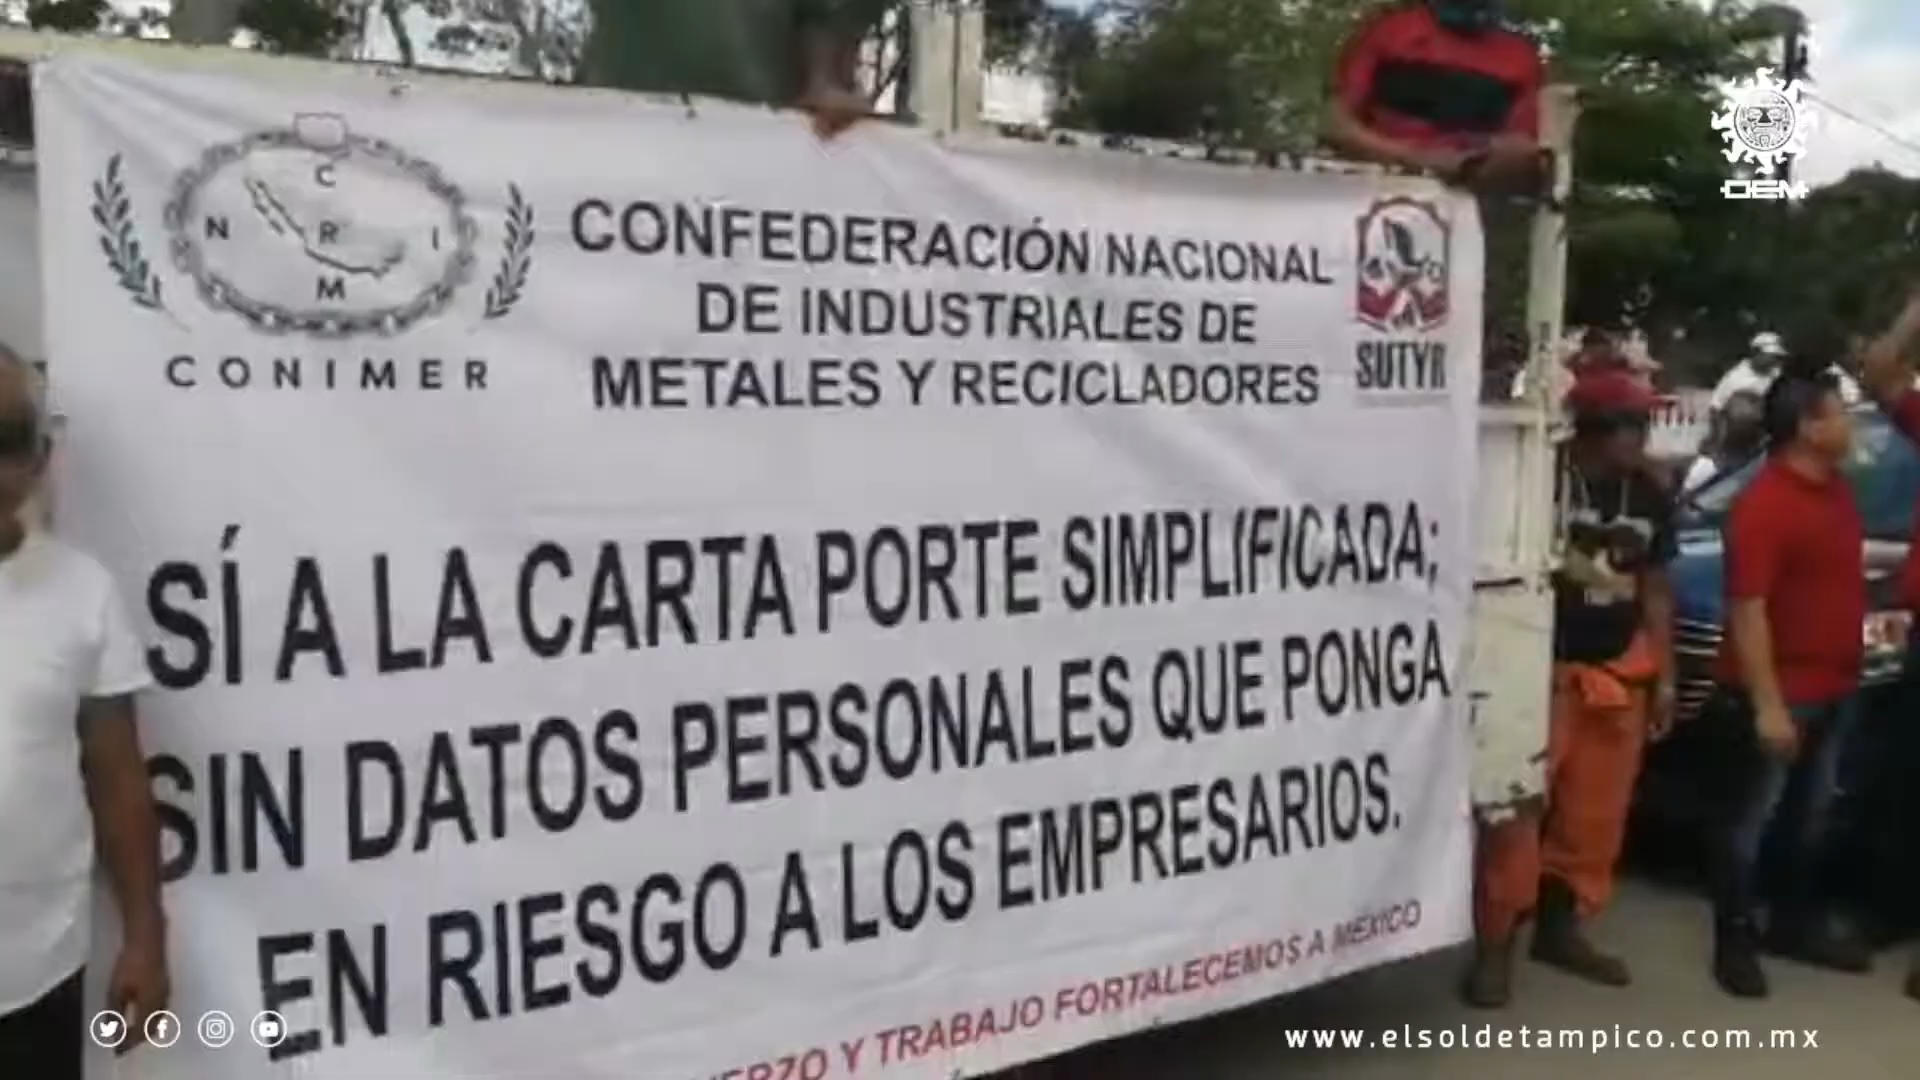 OEM
C
N R I
M
CONIMER
CONFEDERACIÓN NACIONAL
DE INDUSTRIALES DE
METALES Y RECICLADORES
SUTYR
SÍ A LA CARTA PORTE SIMPLIFICADA;
SIN DATOS PERSONALES QUE PONGA
EN RIESGO A LOS EMPRESARIOS.
Y TRABAJO FORTALECEMOS A MÉXICO
www.elsoldetampico.com.mx